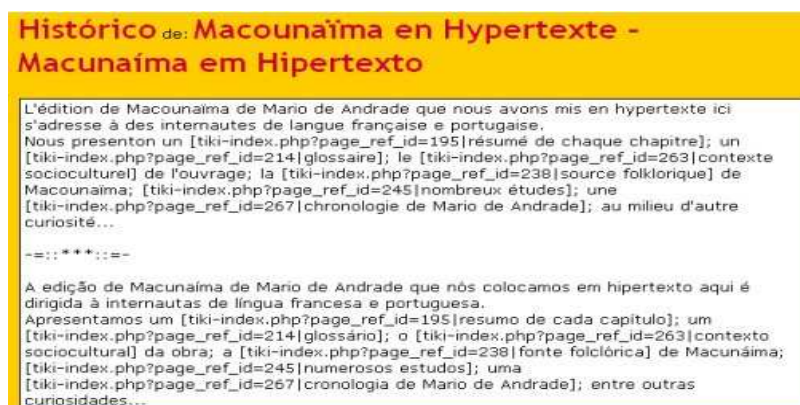 Histórico de: Macounaïma en Hypertexte -
Macunaíma em Hipertexto
L'édition de Macounaïma de Mario de Andrade que nous avons mis en hypertexte ici
s'adresse à des internautes de langue française e portugaise.
Nous presenton un [tiki-index.php?page_ref_id=195|résumé de chaque chapitre]; un
[tiki-index.php?page_ref_id=214|glossaire]; le [tiki-index.php?page_ref_id=263|contexte
socioculturel] de l'ouvrage; la [tiki-index.php?page_ref_id=238|source folklorique] de
Macounaïma; [tiki-index.php?page_ref_id=245|nombreux études]; une
[tiki-index.php?page_ref_id=267|chronologie de Mario de Andrade]; au milieu d'autre
curiosité...
-=::***::=-
A edição de Macunaíma de Mario de Andrade que nós colocamos em hipertexto aqui é
dirigida à internautas de língua francesa e portuguesa.
Apresentamos um [tiki-index.php?page_ref_id=195|resumo de cada capítulo]; um
[tiki-index.php?page_ref_id=214|glossário]; o [tiki-index.php?page_ref_id=263|contexto
sociocultural] da obra; a [tiki-index.php?page_ref_id=238|fonte folclórica] de Macunáima;
[tiki-index.php?page_ref_id=245|numerosos estudos]; uma
[tiki-index.php?page_ref_id=267|cronologia de Mario de Andrade]; entre outras
curiosidades...